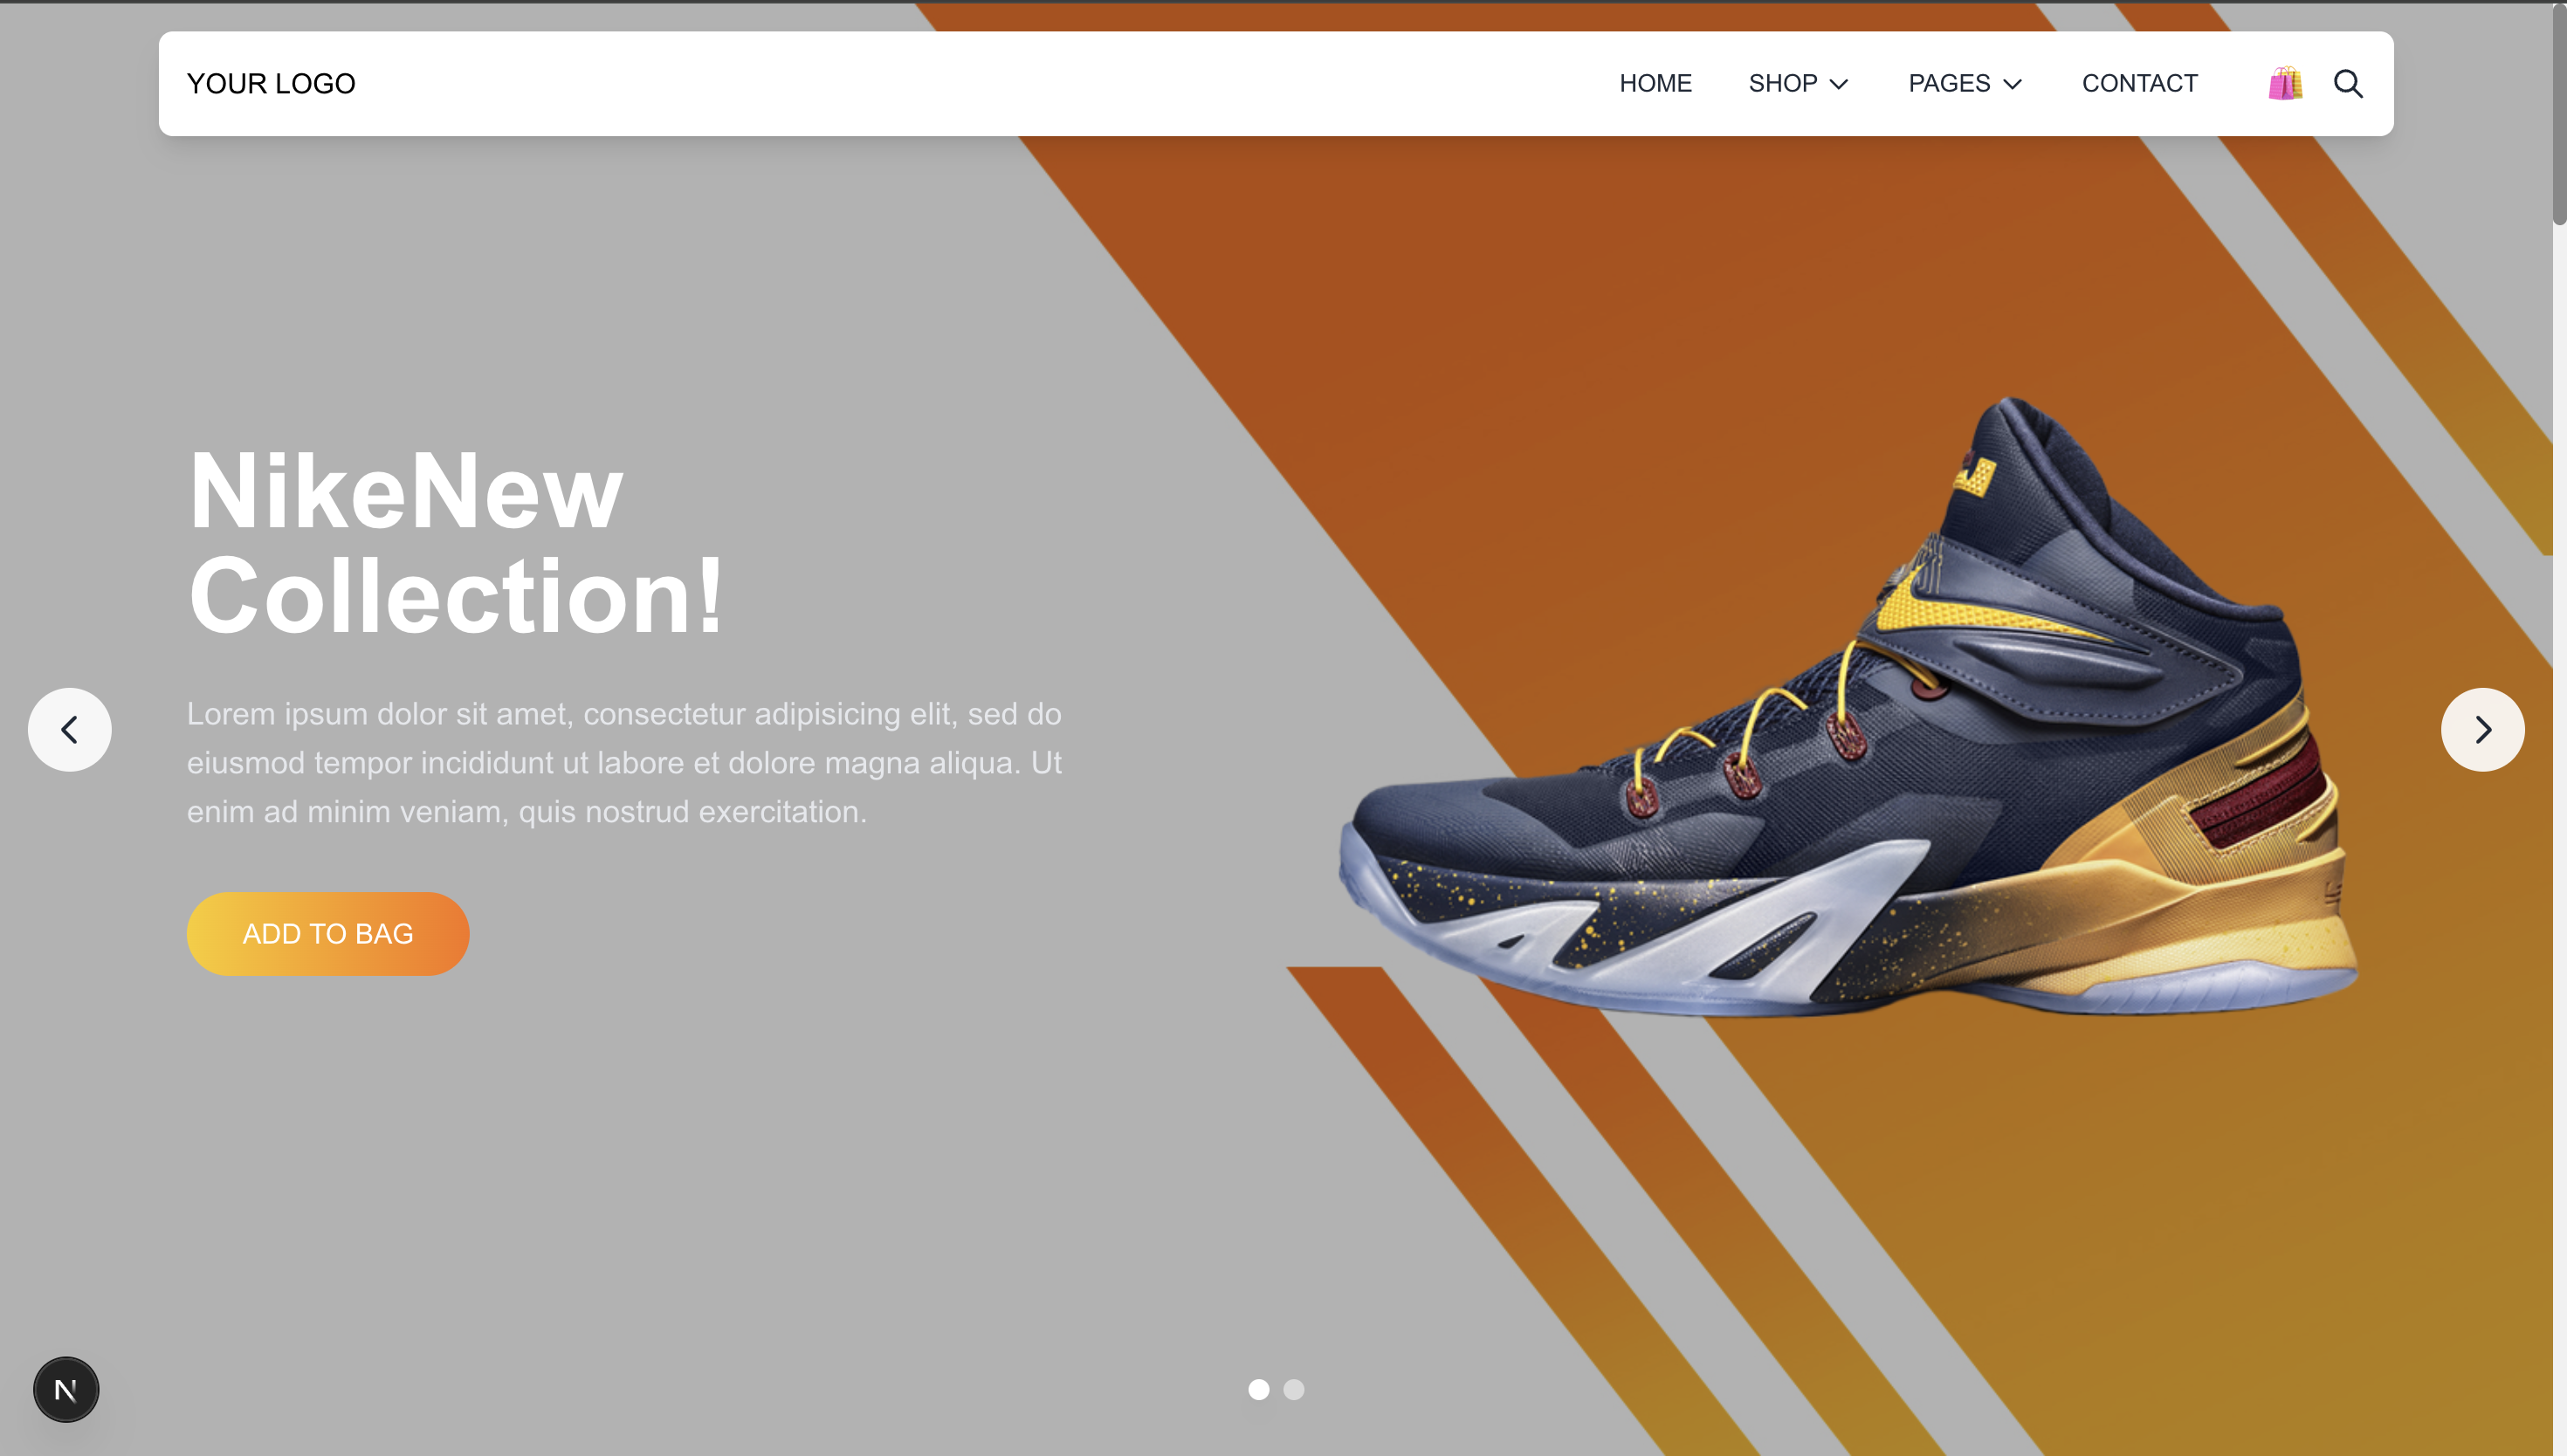 YOUR LOGO
HOME SHOP PAGES CONTACT
NikeNew
Collection!
Lorem ipsum dolor sit amet, consectetur adipisicing elit, sed do
eiusmod tempor incididunt ut labore et dolore magna aliqua. Ut
enim ad minim veniam, quis nostrud exercitation.
ADD TO BAG
N